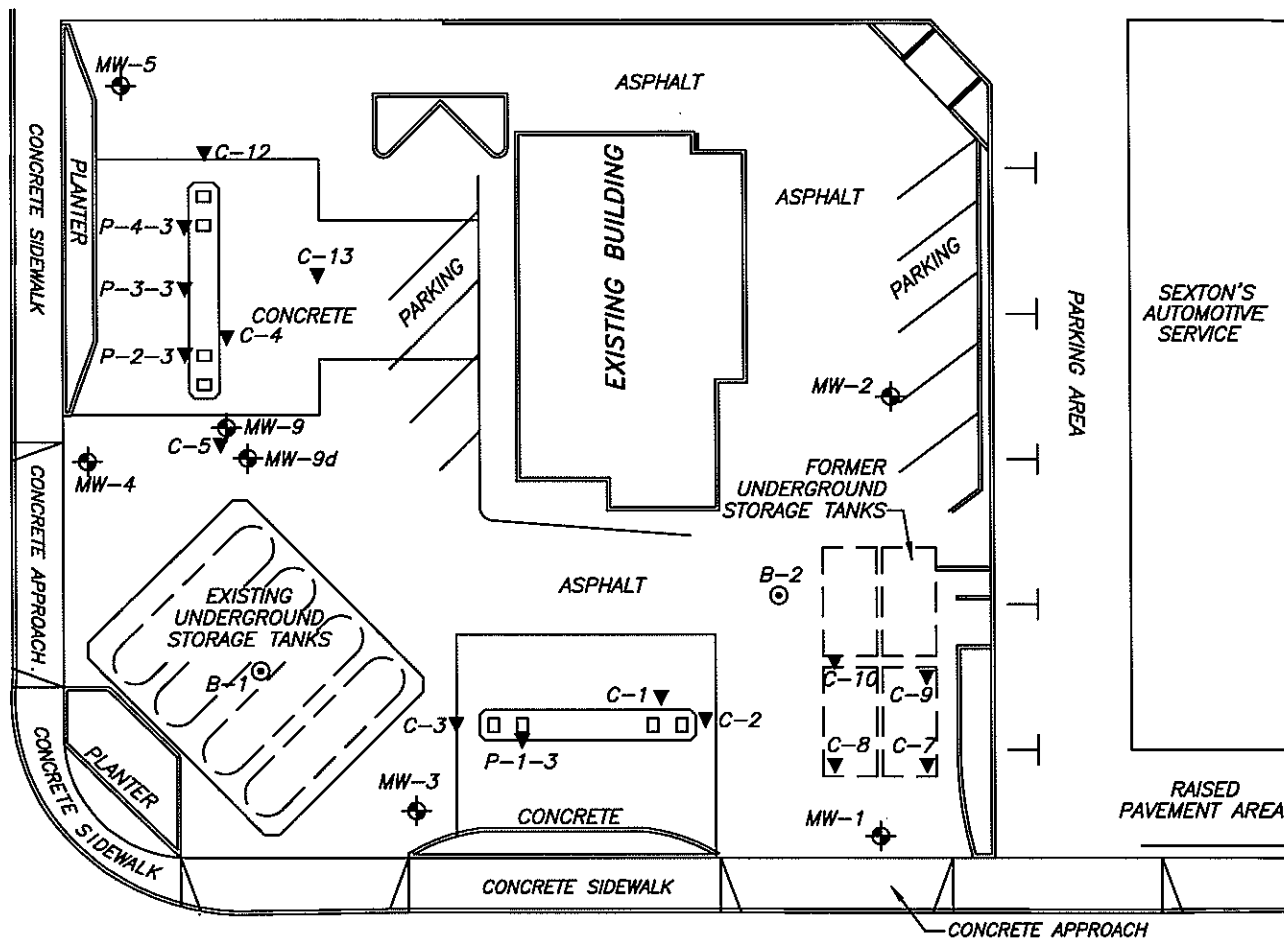 MW-5
ASPHALT
CONCRETE SIDEWALK
PLANTER
C-12
EXISTING BUILDING
ASPHALT
P-4-3
C-13
PARKING
PARKING
P-3-3
CONCRETE
C-4
P-2-3
PARKING AREA
SEXTON'S
AUTOMOTIVE
SERVICE
MW-2
MW-9
C-5
MW-9d
MW-4
FORMER
UNDERGROUND
STORAGE TANKS
CONCRETE APPROACH
ASPHALT
B-2
EXISTING
UNDERGROUND
STORAGE TANKS
B-1
C-10
C-9
C-1
C-3
C-2
P-1-3
C-8
C-7
PLANTER
CONCRETE SIDEWALK
MW-3
CONCRETE
MW-1
RAISED
PAVEMENT AREA
CONCRETE SIDEWALK
CONCRETE APPROACH